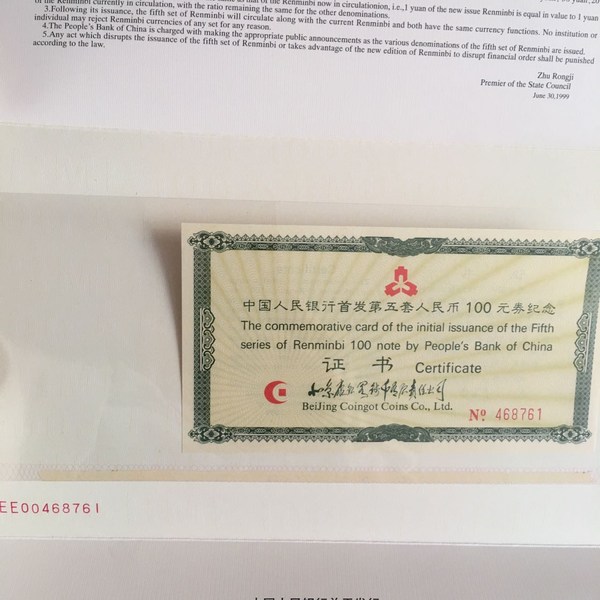 of the Renminbi currently in circulation, with the ratio remaining the same for the other denominations.
3.Following its issuance, the fifth set of Renminbi will circulate along with the current Renminbi and both have the same currency functions. No institution or
individual may reject Renminbi currencies of any set for any reason.
4.The People's Bank of China is charged with making the appropriate public announcements as the various denominations of the fifth set of Renminbi are issued.
5.Any act which disrupts the issuance of the fifth set of Renminbi or takes advantage of the new edition of Renminbi to disrupt financial order shall be punished
according to the law.
Zhu Rongji
Premier of the State Council
June 30,1999
中国人民银行首发第五套人民币100元券纪念
The commemorative card of the initial issuance of the Fifth
series of Renminbi 100 note by People's Bank of China
证 书 Certificate
BeiJing Coingot Coins Co., Ltd.
№ 468761
EE00468761